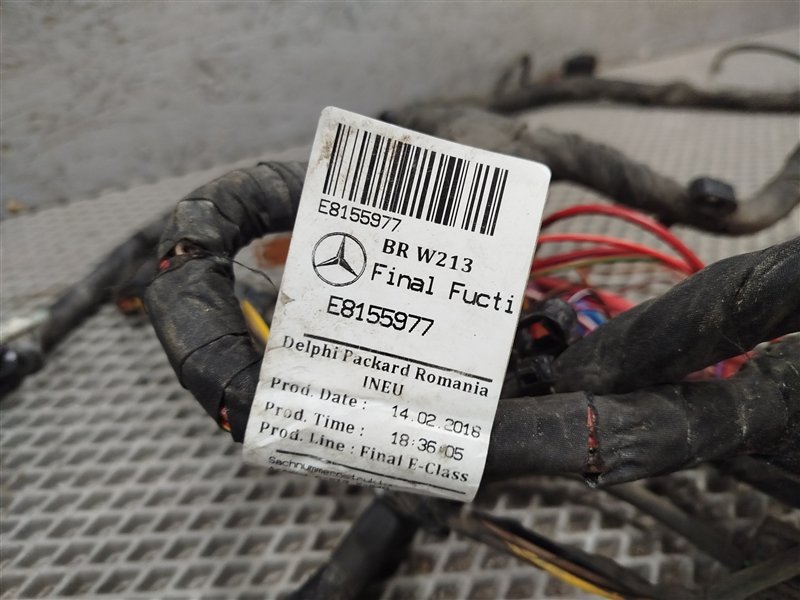 E8155977
BR W213
Final Fucti
E8155977
Delphi Packard Romania
INEU
Prod. Date : 14.02.2018
Prod. Time : 18:36:05
Prod. Line : Final E-Class